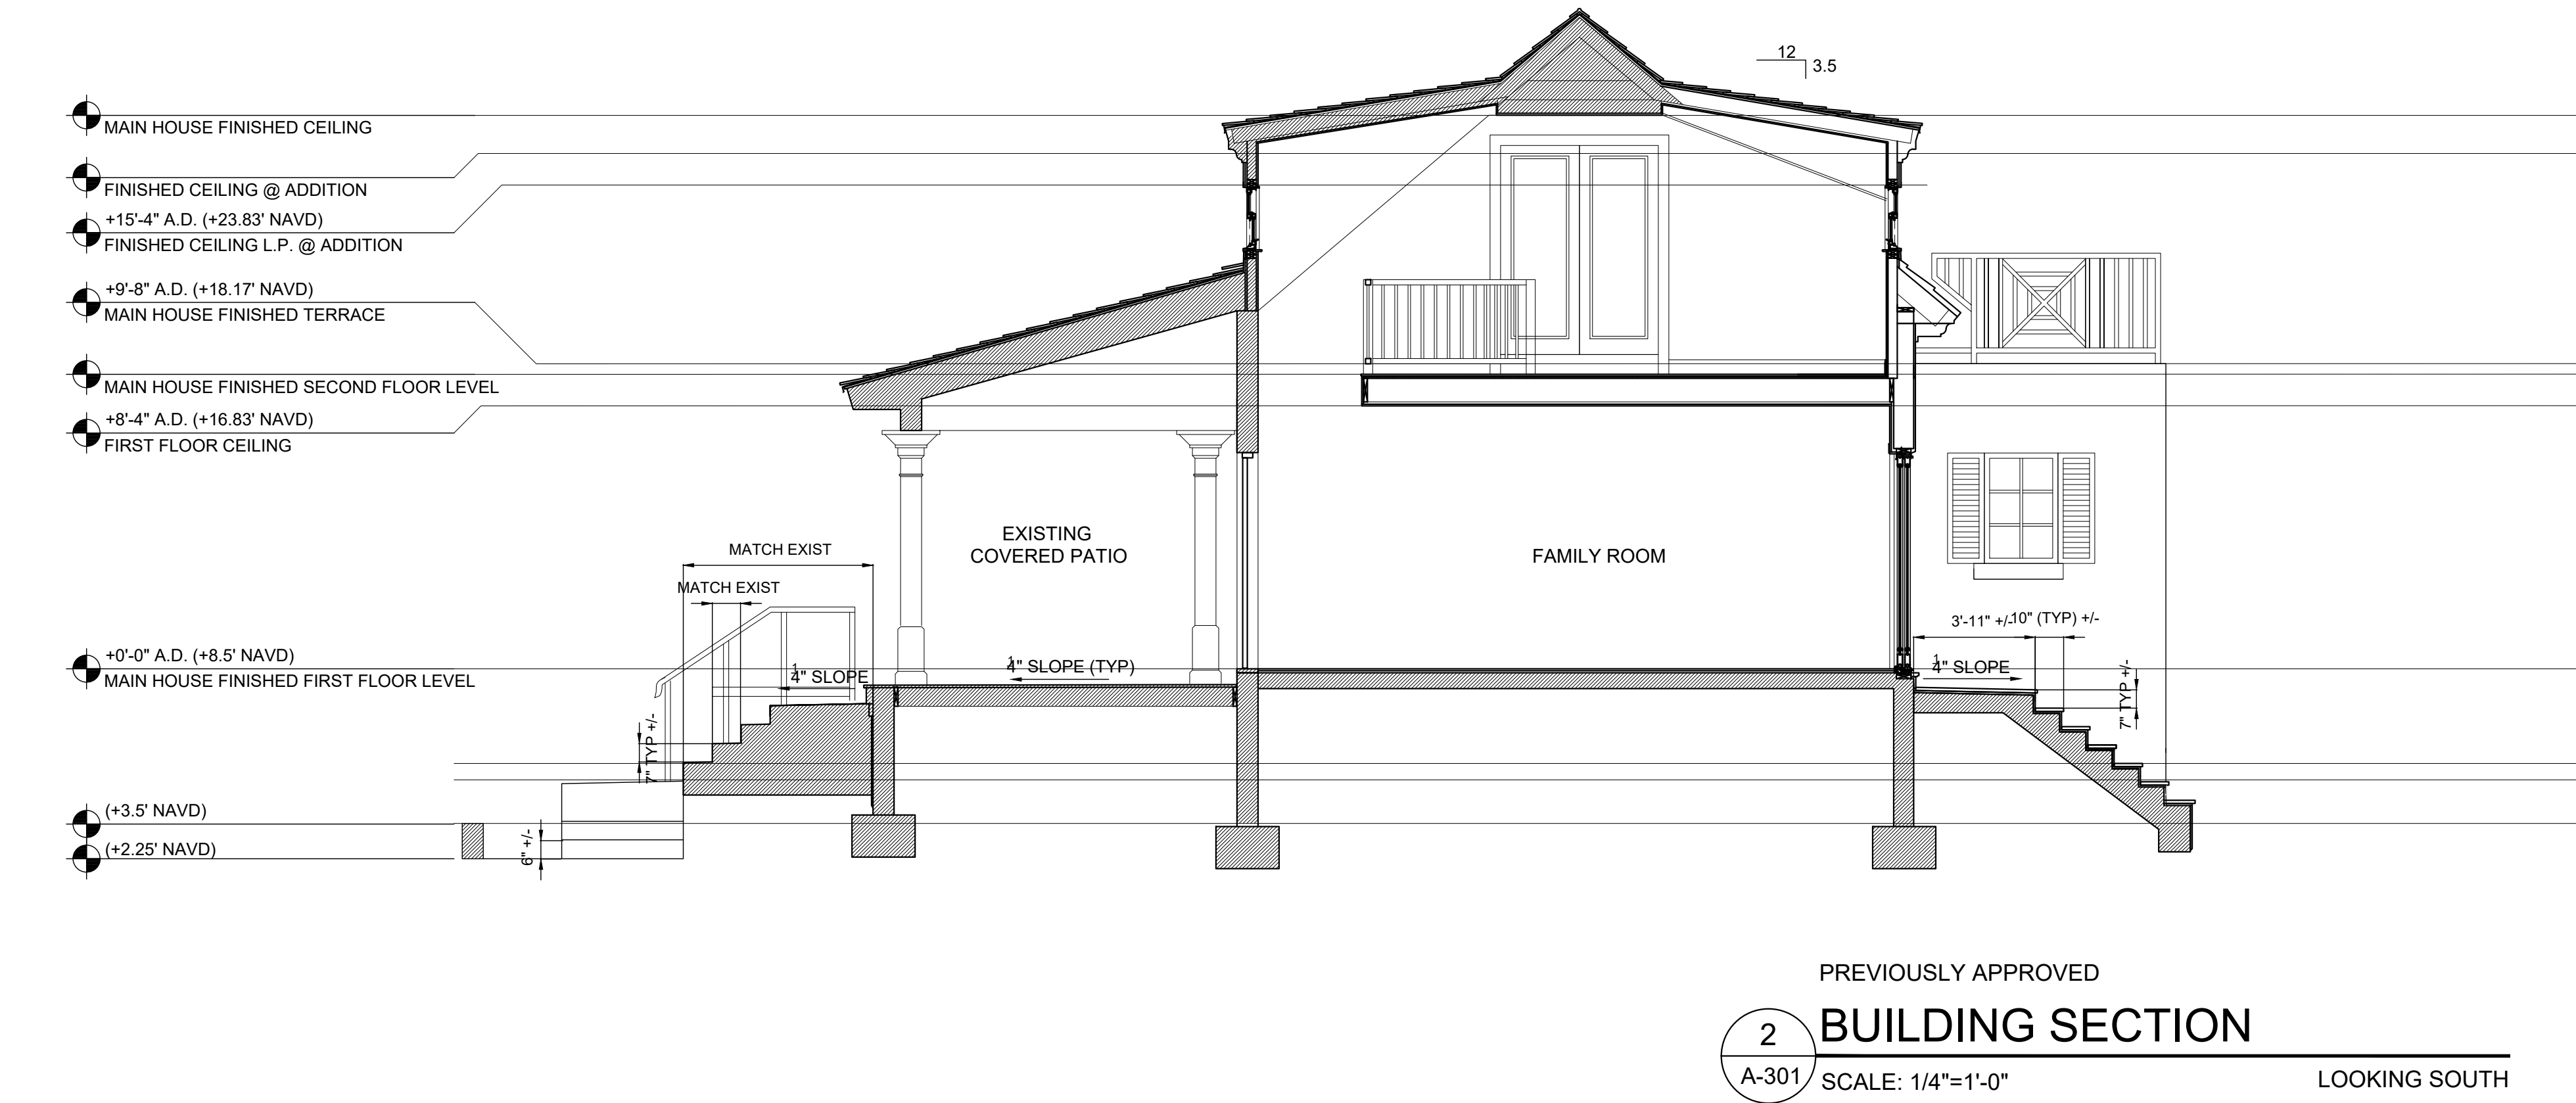 12
3.5
MAIN HOUSE FINISHED CEILING
FINISHED CEILING @ ADDITION
+15'-4" A.D. (+23.83' NAVD)
FINISHED CEILING L.P. @ ADDITION
+9'-8" A.D. (+18.17' NAVD)
MAIN HOUSE FINISHED TERRACE
MAIN HOUSE FINISHED SECOND FLOOR LEVEL
+8'-4" A.D. (+16.83' NAVD)
FIRST FLOOR CEILING
EXISTING
COVERED PATIO
FAMILY ROOM
MATCH EXIST
MATCH EXIST
3'-11" +/-
10" (TYP) +/-
+0'-0" A.D. (+8.5' NAVD)
MAIN HOUSE FINISHED FIRST FLOOR LEVEL
1/4" SLOPE
1/4" SLOPE (TYP)
1/4" SLOPE
7" TYP +/-
7" TYP +/-
(+3.5' NAVD)
(+2.25' NAVD)
6" +/-
PREVIOUSLY APPROVED
2
BUILDING SECTION
A-301
SCALE: 1/4"=1'-0"
LOOKING SOUTH